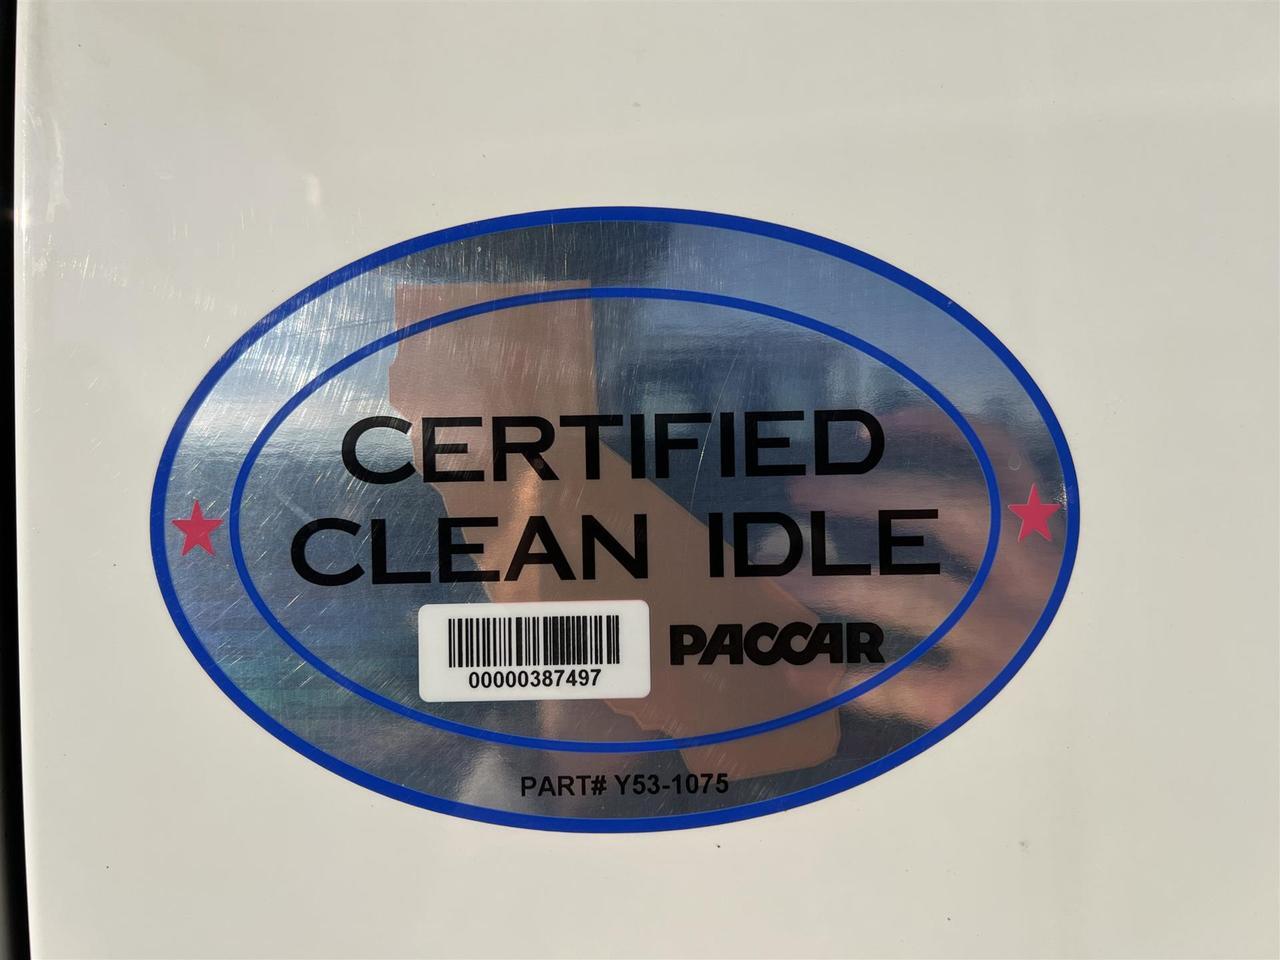 CERTIFIED
CLEAN IDLE
PACCAR
00000387497
PART# Y53-1075